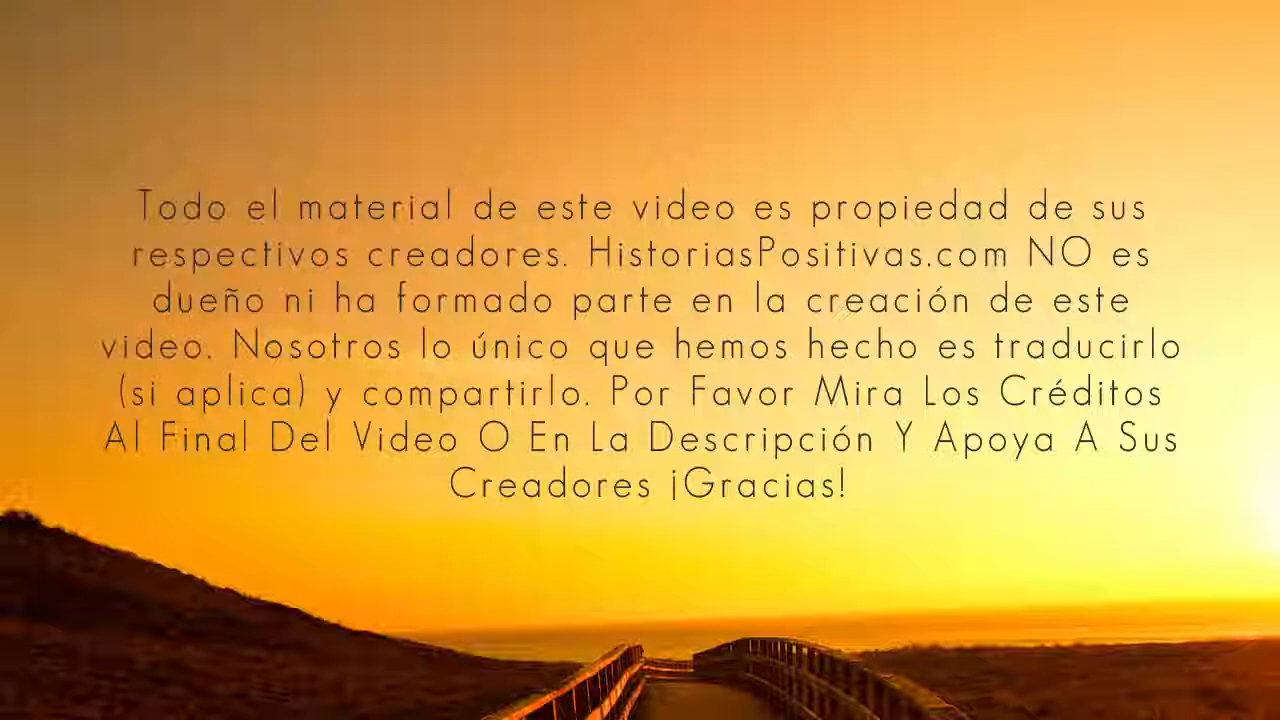 Todo el material de este video es propiedad de sus
respectivos creadores. HistoriasPositivas.com NO es
dueño ni ha formado parte en la creación de este
video. Nosotros lo único que hemos hecho es traducirlo
(si aplica) y compartirlo. Por Favor Mira Los Créditos
Al Final Del Video O En La Descripción Y Apoya A Sus
Creadores ¡Gracias!